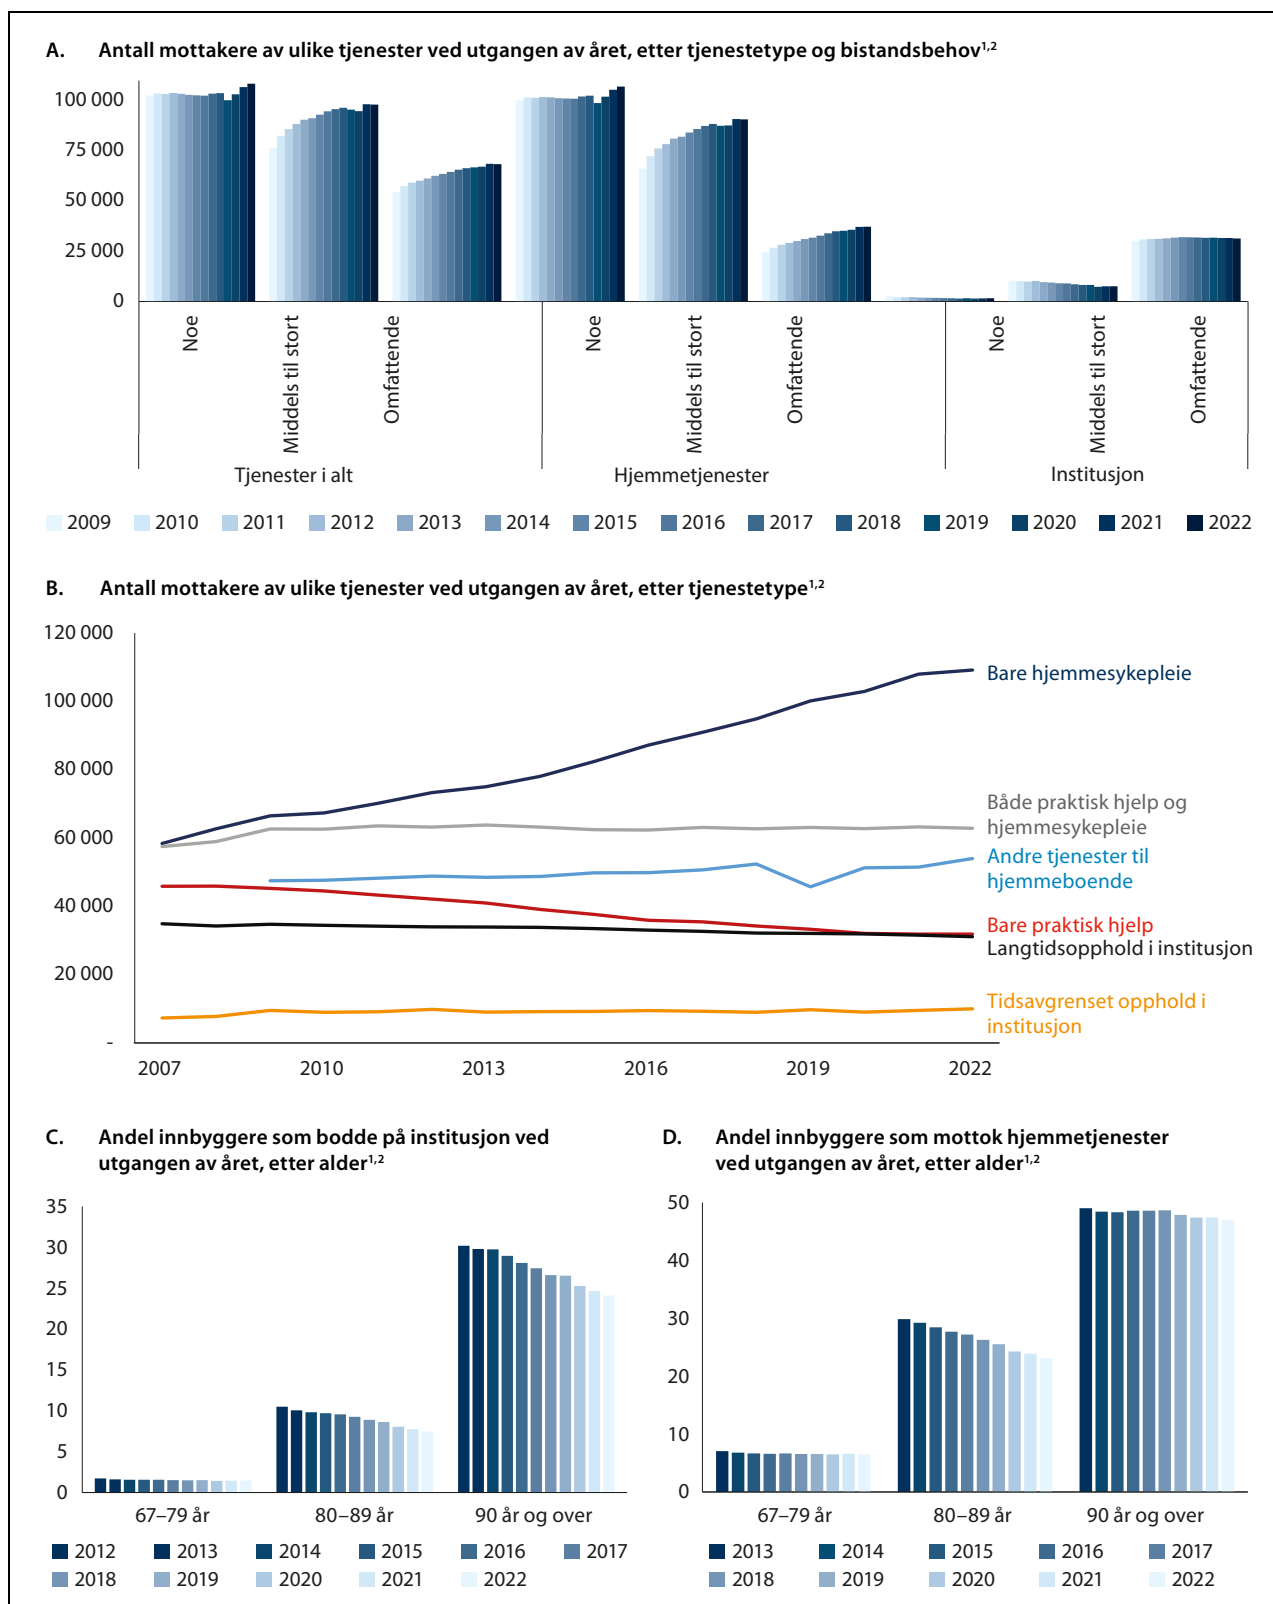 A. Antall mottakere av ulike tjenester ved utgangen av året, etter tjenestetype og bistandsbehov1,2
100 000
75 000
50 000
25 000
0
Noe
Middels til stort
Omfattende
Noe
Middels til stort
Omfattende
Noe
Middels til stort
Omfattende
Tjenester i alt
Hjemmetjenester
Institusjon
2009 2010 2011 2012 2013 2014 2015 2016 2017 2018 2019 2020 2021 2022
B. Antall mottakere av ulike tjenester ved utgangen av året, etter tjenestetype1,2
120 000
100 000
80 000
60 000
40 000
20 000
-
Bare hjemmesykepleie
Både praktisk hjelp og
hjemmesykepleie
Andre tjenester til
hjemmeboende
Bare praktisk hjelp
Langtidsopphold i institusjon
Tidsavgrenset opphold i
institusjon
2007 2010 2013 2016 2019 2022
C. Andel innbyggere som bodde på institusjon ved
utgangen av året, etter alder1,2
35
30
25
20
15
10
5
0
67–79 år 80–89 år 90 år og over
2012 2013 2014 2015 2016 2017
2018 2019 2020 2021 2022
D. Andel innbyggere som mottok hjemmetjenester
ved utgangen av året, etter alder1,2
50
40
30
20
10
0
67–79 år 80–89 år 90 år og over
2013 2014 2015 2016 2017
2018 2019 2020 2021 2022